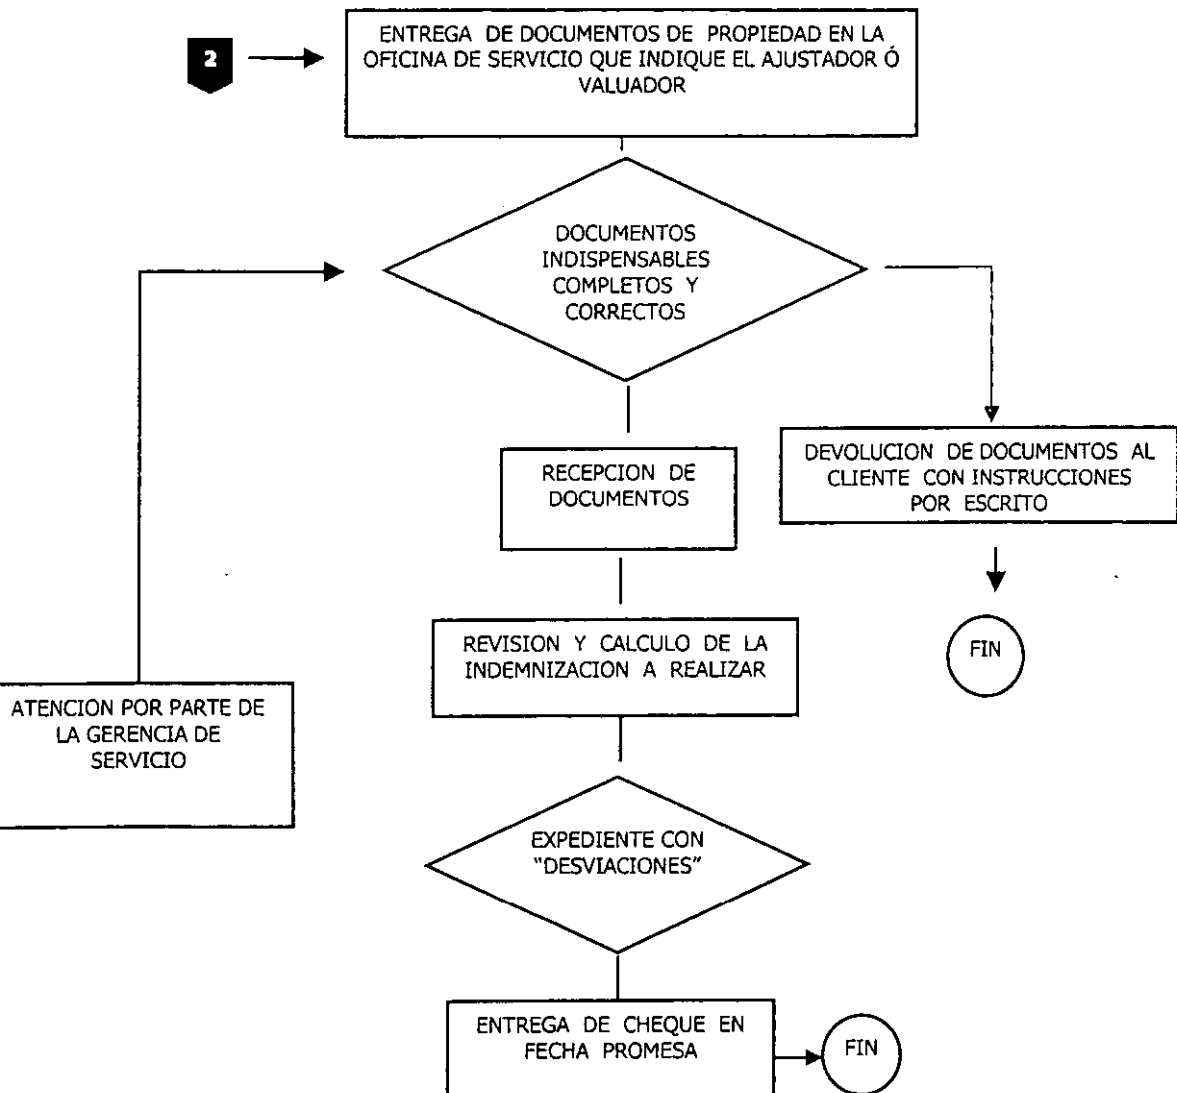 2
ENTREGA DE DOCUMENTOS DE PROPIEDAD EN LA
OFICINA DE SERVICIO QUE INDIQUE EL AJUSTADOR Ó
VALUADOR
DOCUMENTOS
INDISPENSABLES
COMPLETOS Y
CORRECTOS
RECEPCION DE
DOCUMENTOS
DEVOLUCION DE DOCUMENTOS AL
CLIENTE CON INSTRUCCIONES
POR ESCRITO
REVISION Y CALCULO DE LA
INDEMNIZACION A REALIZAR
FIN
ATENCION POR PARTE DE
LA GERENCIA DE
SERVICIO
EXPEDIENTE CON
"DESVIACIONES"
ENTREGA DE CHEQUE EN
FECHA PROMESA
FIN